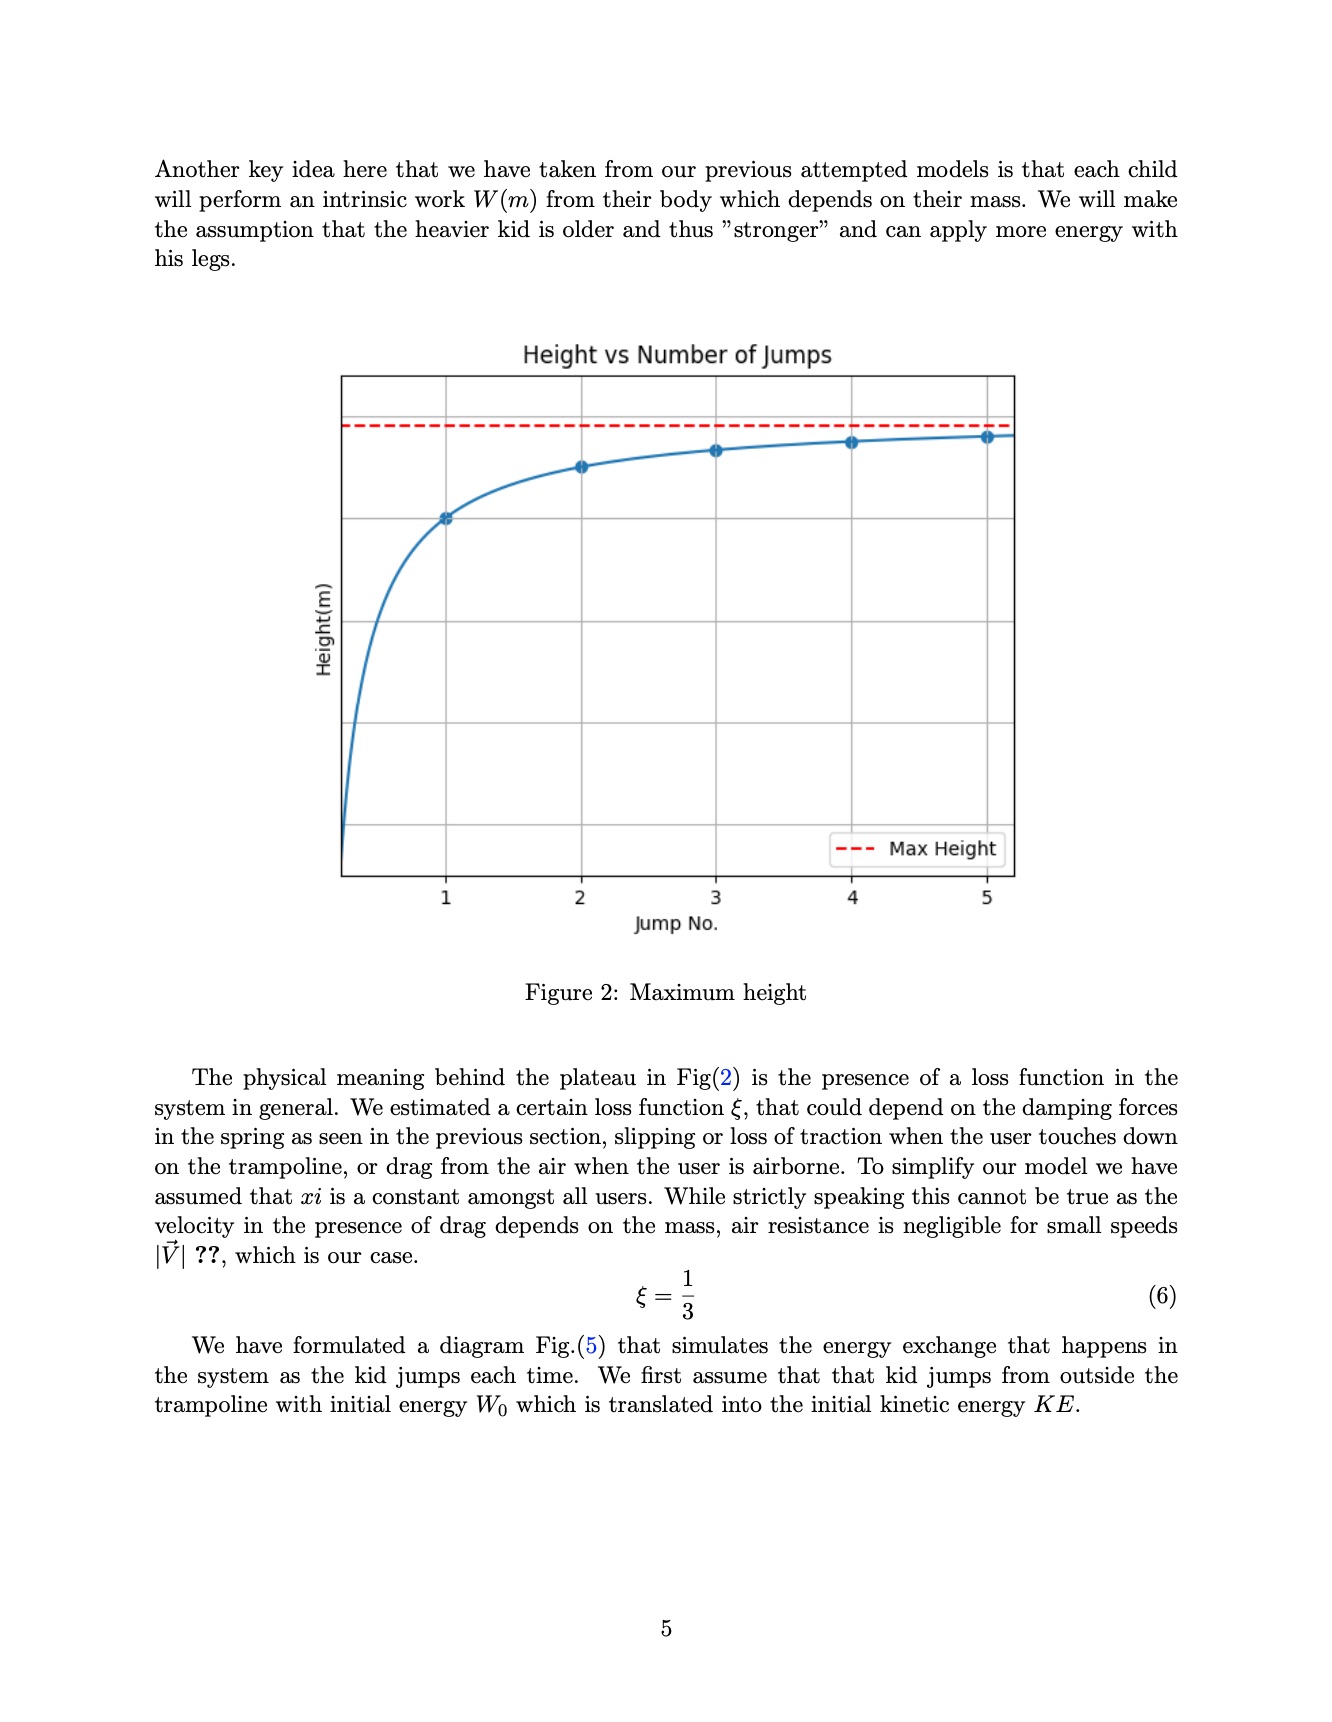 Another key idea here that we have taken from our previous attempted models is that each child
will perform an intrinsic work W(m) from their body which depends on their mass. We will make
the assumption that the heavier kid is older and thus ”stronger” and can apply more energy with
his legs.
Height vs Number of Jumps
Height(m)
Max Height
1 2 3 4 5
Jump No.
Figure 2: Maximum height
The physical meaning behind the plateau in Fig(2) is the presence of a loss function in the
system in general. We estimated a certain loss function ξ, that could depend on the damping forces
in the spring as seen in the previous section, slipping or loss of traction when the user touches down
on the trampoline, or drag from the air when the user is airborne. To simplify our model we have
assumed that xi is a constant amongst all users. While strictly speaking this cannot be true as the
velocity in the presence of drag depends on the mass, air resistance is negligible for small speeds
|V⃗| ??, which is our case.
ξ = 1/3 (6)
We have formulated a diagram Fig.(5) that simulates the energy exchange that happens in
the system as the kid jumps each time. We first assume that that kid jumps from outside the
trampoline with initial energy W₀ which is translated into the initial kinetic energy KE.
5